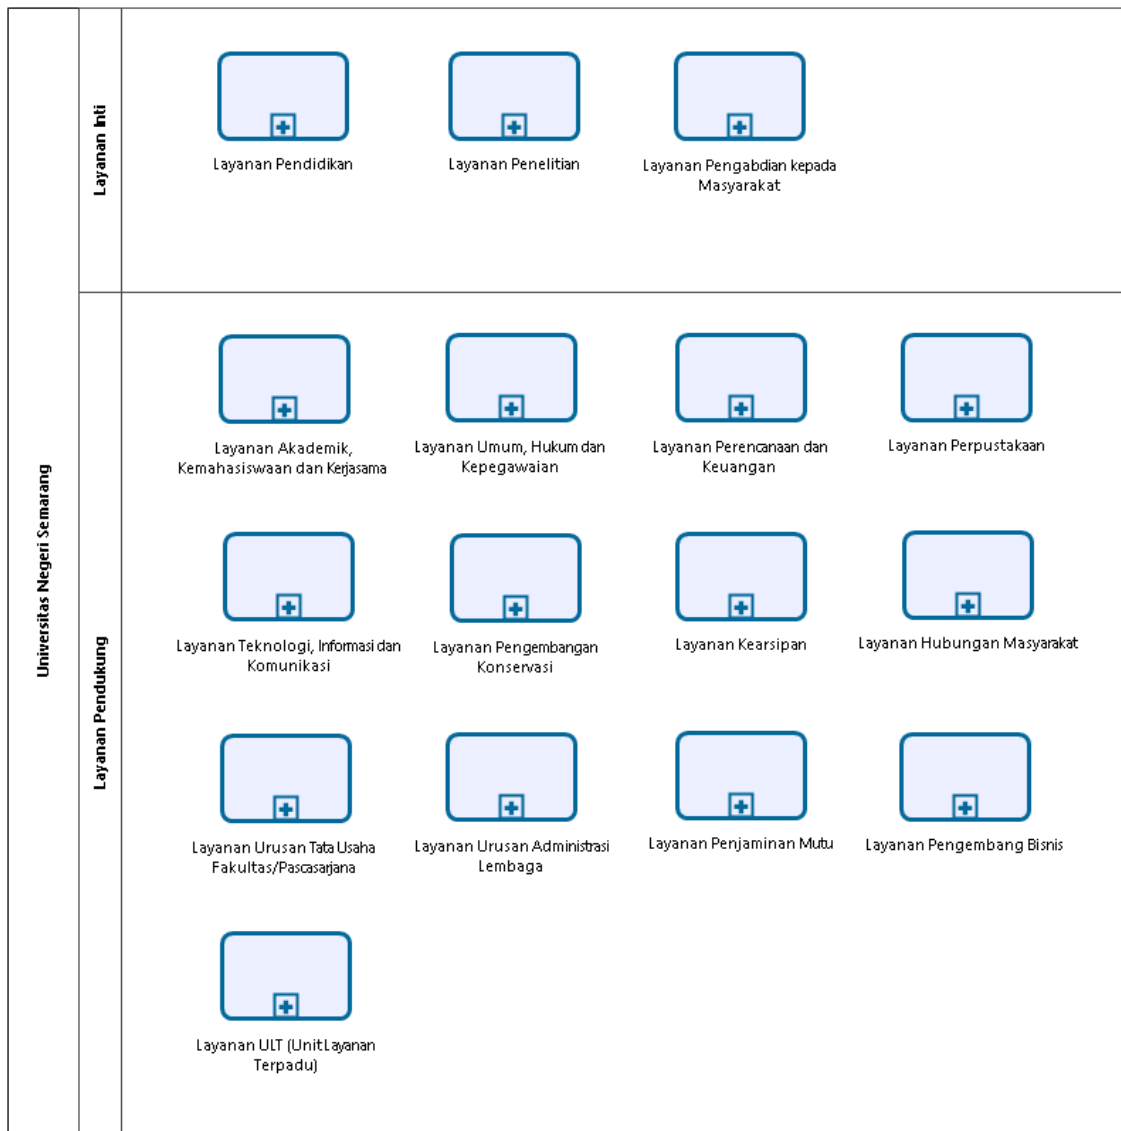 Universitas Negeri Semarang
Layanan Inti
Layanan Pendidikan
Layanan Penelitian
Layanan Pengabdian kepada
Masyarakat
Layanan Pendukung
Layanan Akademik,
Kemahasiswaan dan Kerjasama
Layanan Umum, Hukum dan
Kepegawaian
Layanan Perencanaan dan
Keuangan
Layanan Perpustakaan
Layanan Teknologi, Informasi dan
Komunikasi
Layanan Pengembangan
Konservasi
Layanan Kearsipan
Layanan Hubungan Masyarakat
Layanan Urusan Tata Usaha
Fakultas/Pascasarjana
Layanan Urusan Administrasi
Lembaga
Layanan Penjaminan Mutu
Layanan Pengembang Bisnis
Layanan ULT (Unit Layanan
Terpadu)